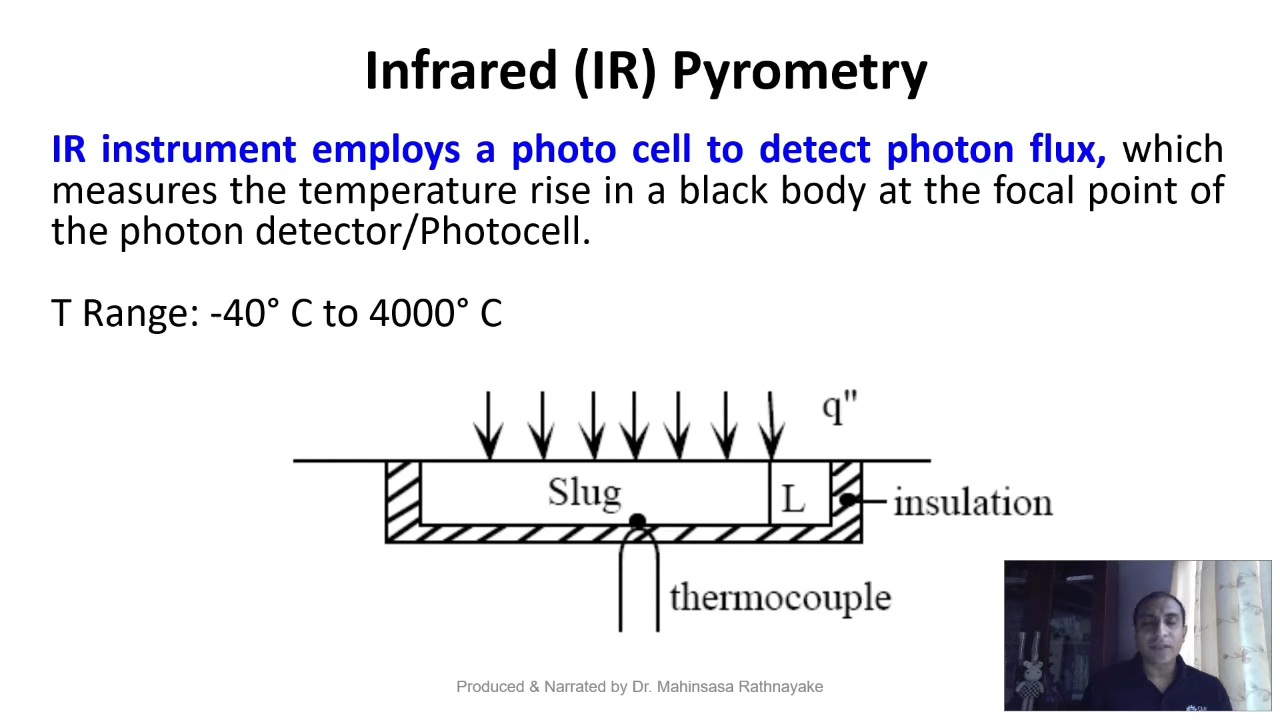 Infrared (IR) Pyrometry
IR instrument employs a photo cell to detect photon flux, which
measures the temperature rise in a black body at the focal point of
the photon detector/Photocell.
T Range: -40° C to 4000° C
q"
Slug
L
insulation
thermocouple
Produced & Narrated by Dr. Mahinsasa Rathnayake